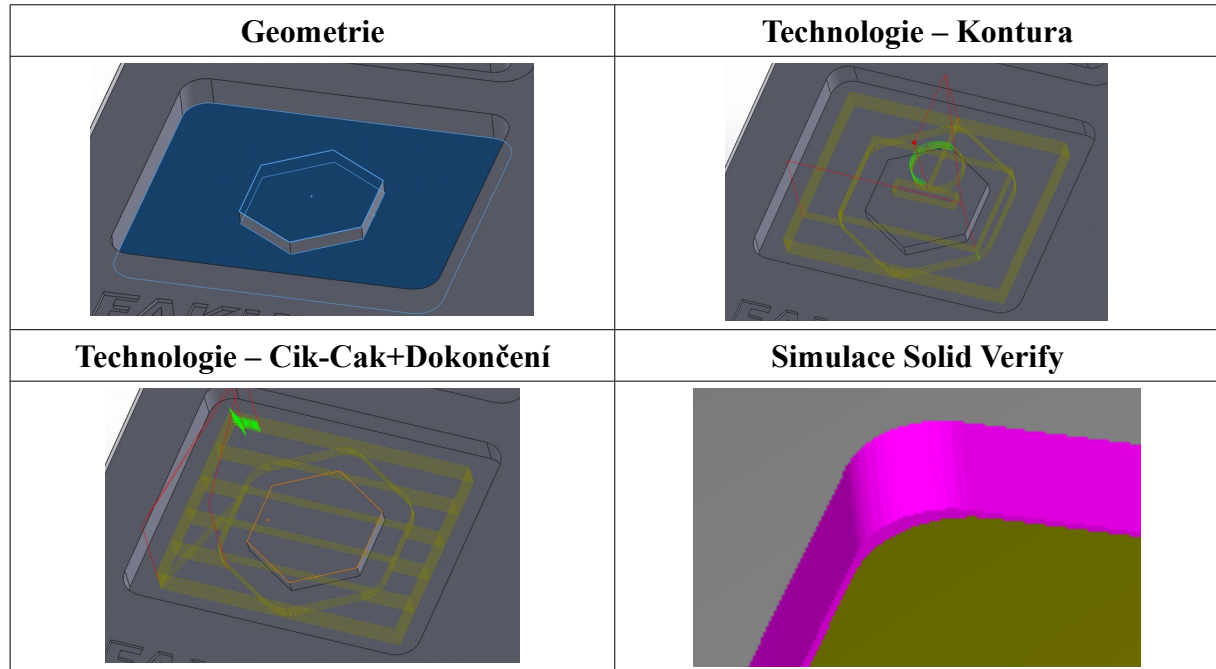 Geometrie
Technologie – Kontura
Technologie – Cik-Cak+Dokončení
Simulace Solid Verify